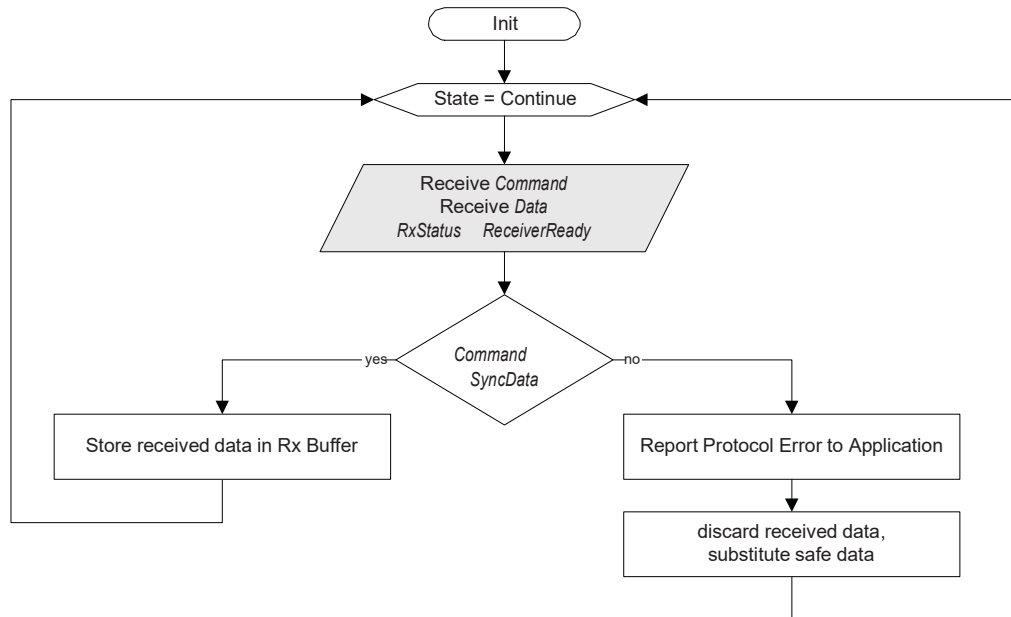 Init
State = Continue
Receive Command
Receive Data
RxStatus ReceiverReady
Command
SyncData
yes
no
Store received data in Rx Buffer
Report Protocol Error to Application
discard received data,
substitute safe data